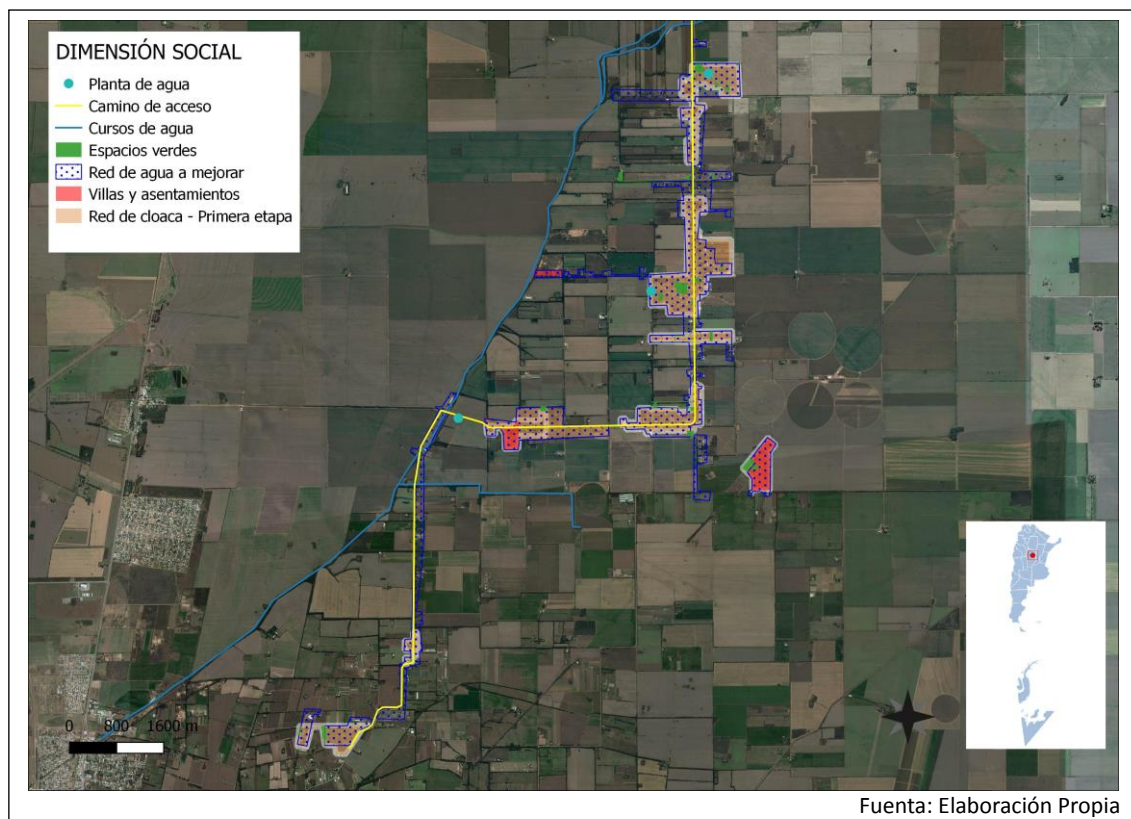 DIMENSIÓN SOCIAL
Planta de agua
Camino de acceso
Cursos de agua
Espacios verdes
Red de agua a mejorar
Villas y asentamientos
Red de cloaca - Primera etapa
0 800 1600 m
Fuenta: Elaboración Propia